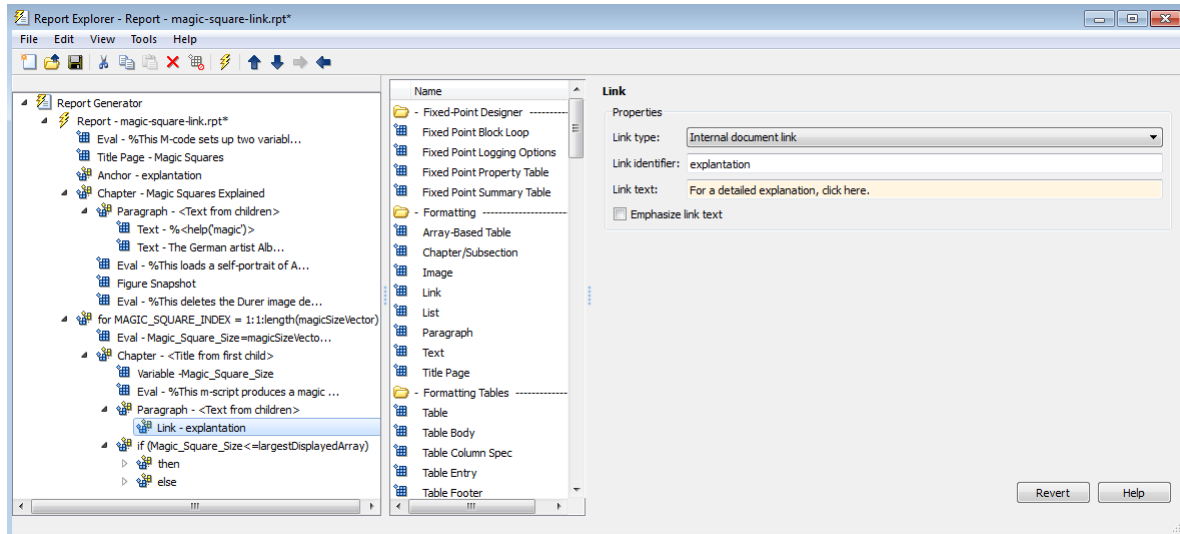 Report Explorer - Report - magic-square-link.rpt*
File Edit View Tools Help
Report Generator
Report - magic-square-link.rpt*
Eval - %This M-code sets up two variabl...
Title Page - Magic Squares
Anchor - explantation
Chapter - Magic Squares Explained
Paragraph - <Text from children>
Text - %<help('magic')>
Text - The German artist Alb...
Eval - %This loads a self-portrait of A...
Figure Snapshot
Eval - %This deletes the Durer image de...
for MAGIC_SQUARE_INDEX = 1:1:length(magicSizeVector)
Eval - Magic_Square_Size=magicSizeVecto...
Chapter - <Title from first child>
Variable -Magic_Square_Size
Eval - %This m-script produces a magic ...
Paragraph - <Text from children>
Link - explantation
if (Magic_Square_Size<=largestDisplayedArray)
then
else
Name
- Fixed-Point Designer ----------
Fixed Point Block Loop
Fixed Point Logging Options
Fixed Point Property Table
Fixed Point Summary Table
- Formatting ----------------------
Array-Based Table
Chapter/Subsection
Image
Link
List
Paragraph
Text
Title Page
- Formatting Tables -------------
Table
Table Body
Table Column Spec
Table Entry
Table Footer
Link
Properties
Link type: Internal document link
Link identifier: explantation
Link text: For a detailed explanation, click here.
Emphasize link text
Revert Help